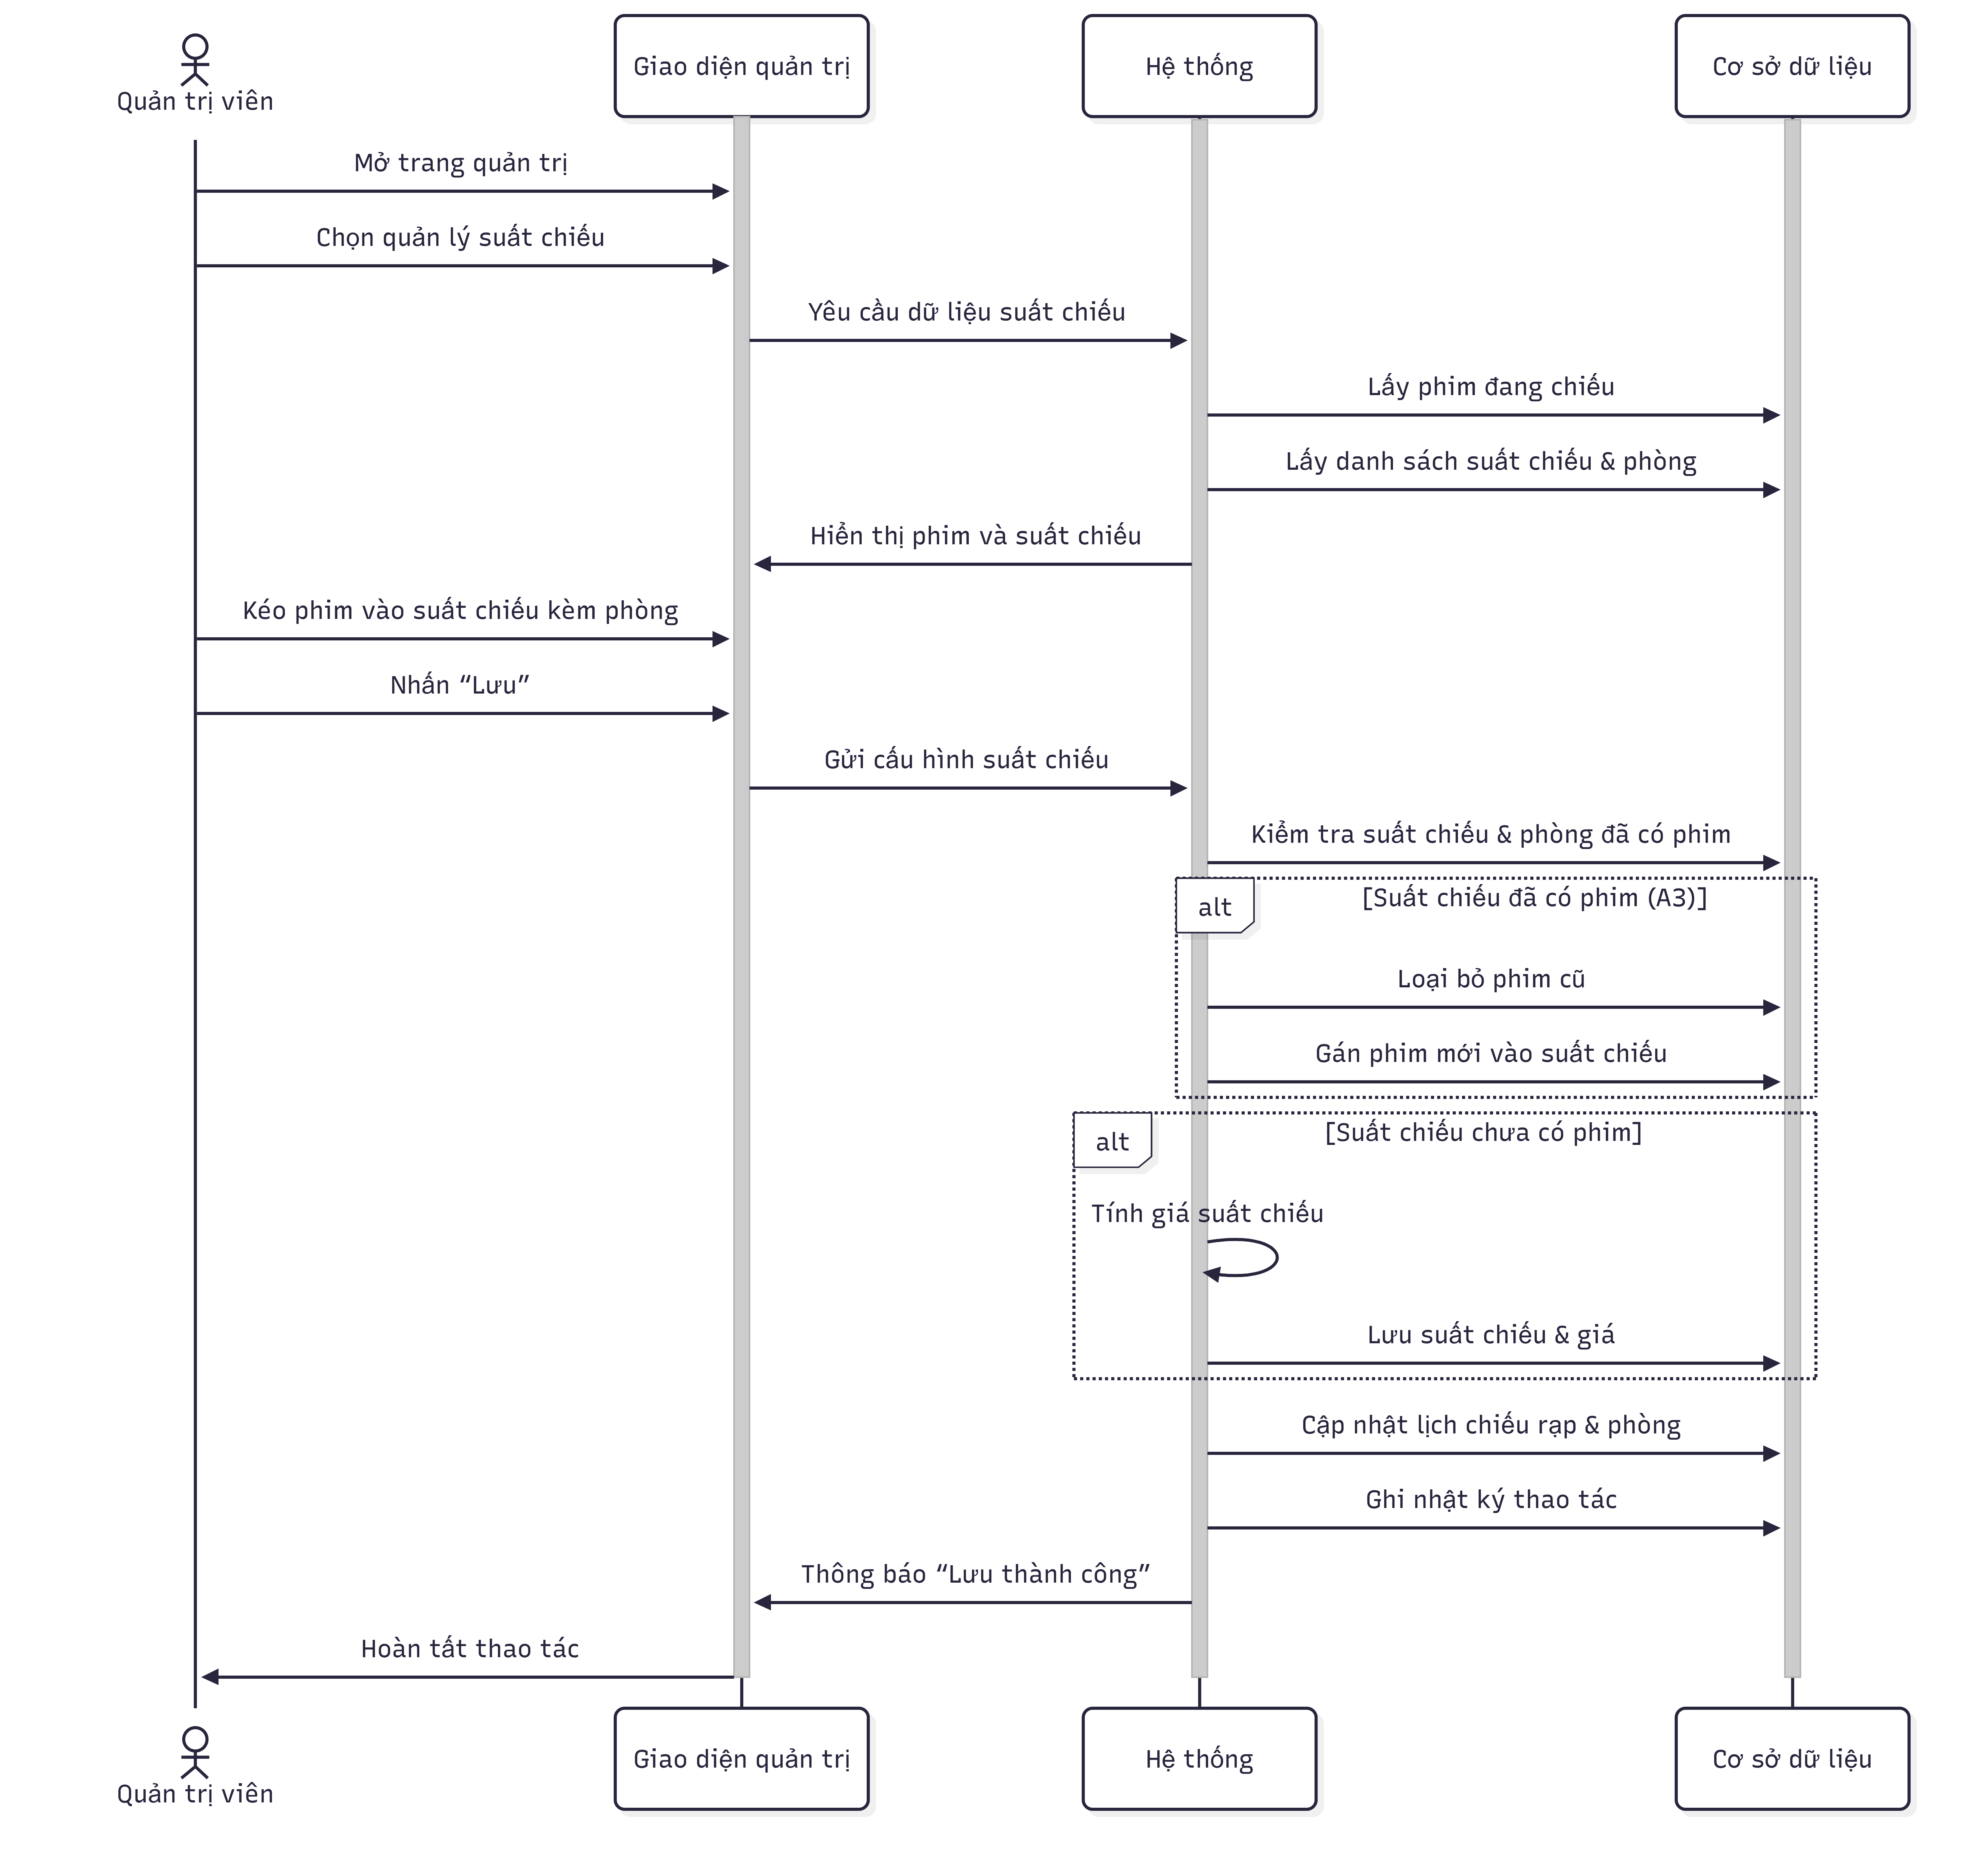 Quản trị viên
Giao diện quản trị
Hệ thống
Cơ sở dữ liệu
Mở trang quản trị
Chọn quản lý suất chiếu
Yêu cầu dữ liệu suất chiếu
Lấy phim đang chiếu
Lấy danh sách suất chiếu & phòng
Hiển thị phim và suất chiếu
Kéo phim vào suất chiếu kèm phòng
Nhấn “Lưu”
Gửi cấu hình suất chiếu
Kiểm tra suất chiếu & phòng đã có phim
alt
[Suất chiếu đã có phim (A3)]
Loại bỏ phim cũ
Gán phim mới vào suất chiếu
alt
[Suất chiếu chưa có phim]
Tính giá suất chiếu
Lưu suất chiếu & giá
Cập nhật lịch chiếu rạp & phòng
Ghi nhật ký thao tác
Thông báo “Lưu thành công”
Hoàn tất thao tác
Quản trị viên
Giao diện quản trị
Hệ thống
Cơ sở dữ liệu